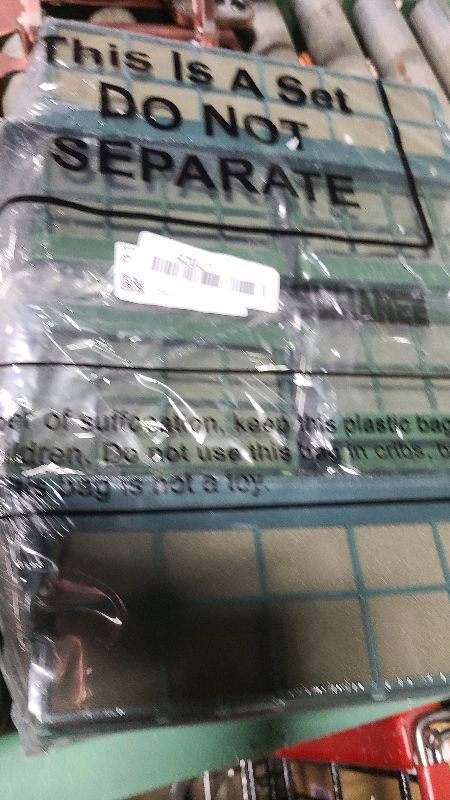 This Is A Set
DO NOT
SEPARATE
of suffocation, keep this plastic bag
Do not use this bag in cribs,
bag is not a toy.